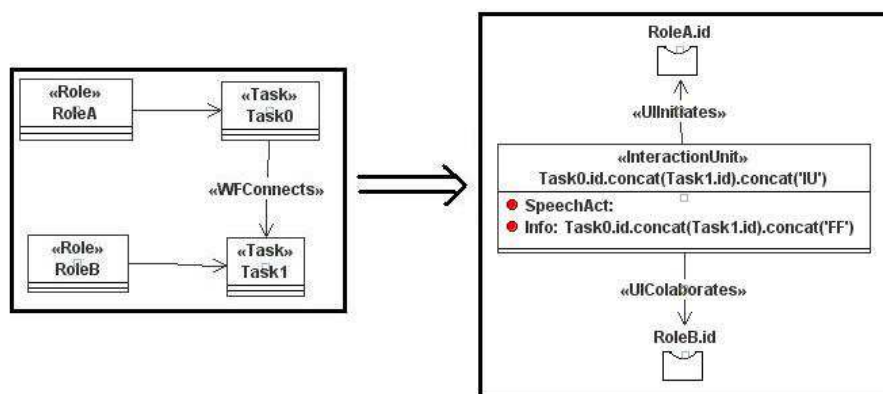 «Role»
RoleA
«Task»
Task0
«WFConnects»
«Role»
RoleB
«Task»
Task1
RoleA.id
«UIInitiates»
«InteractionUnit»
Task0.id.concat(Task1.id).concat('IU')
SpeechAct:
Info: Task0.id.concat(Task1.id).concat('FF')
«UIColaborates»
RoleB.id